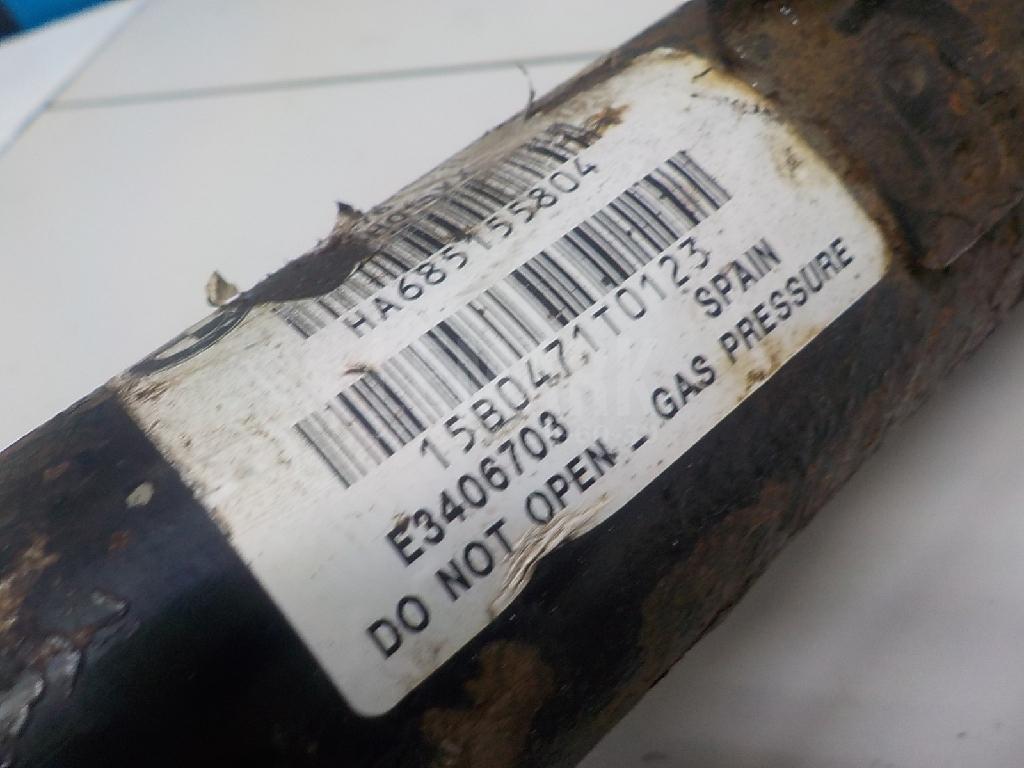 HA685155804
15B0471T0123
E3406703 SPAIN
DO NOT OPEN _ GAS PRESSURE